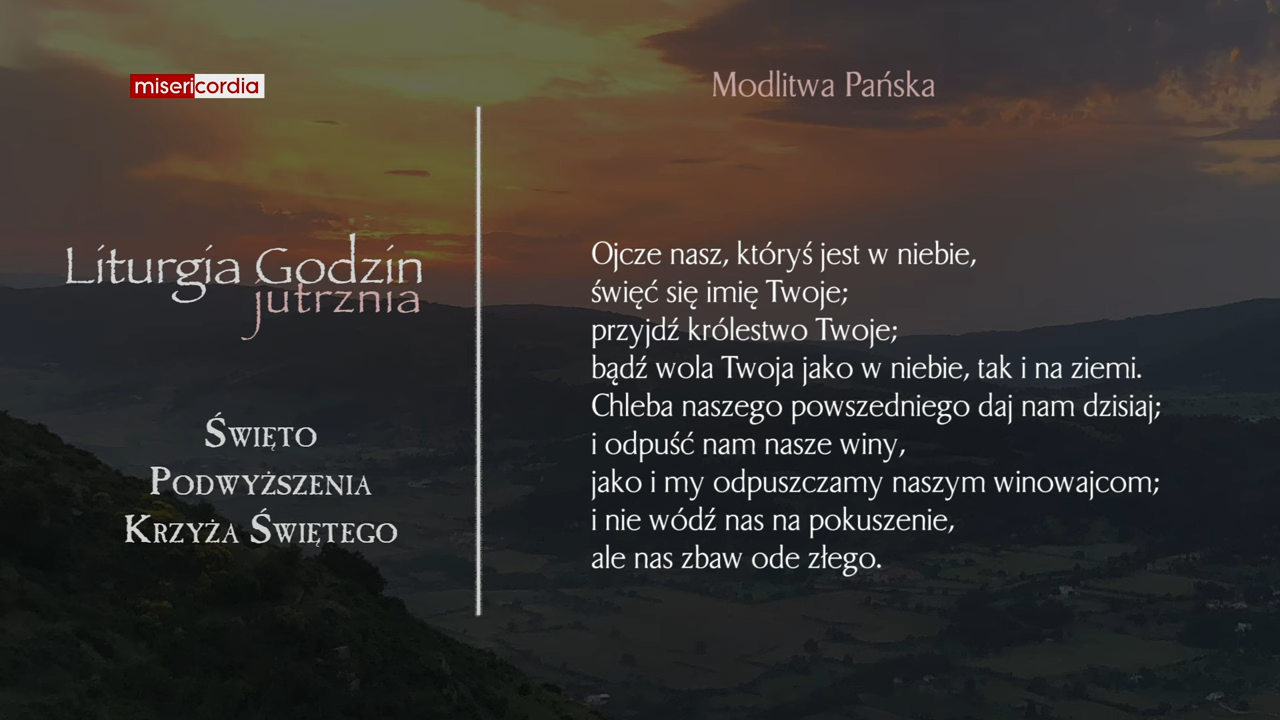 misericordia
Liturgia Godzin
jutrznia
Święto
Podwyższenia
Krzyża Świętego
Modlitwa Pańska
Ojcze nasz, któryś jest w niebie,
święć się imię Twoje;
przyjdź królestwo Twoje;
bądź wola Twoja jako w niebie, tak i na ziemi.
Chleba naszego powszedniego daj nam dzisiaj;
i odpuść nam nasze winy,
jako i my odpuszczamy naszym winowajcom;
i nie wódź nas na pokuszenie,
ale nas zbaw ode złego.